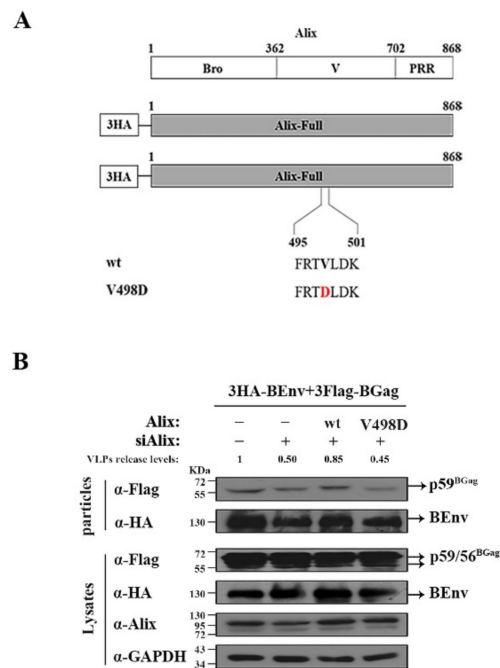 A
Alix
1 362 702 868
Bro V PRR
1 868
3HA Alix-Full
1 868
3HA Alix-Full
495 501
wt FRTVLDK
V498D FRTDLDK
B
3HA-BEnv+3Flag-BGag
Alix: – – wt V498D
siAlix: – + + +
VLPs release levels: 1 0.50 0.85 0.45
KDa
particles
α-Flag 72 55 p59BGag
α-HA 130 BEnv
Lysates
α-Flag 72 55 p59/56BGag
α-HA 130 BEnv
α-Alix 130 95 72
α-GAPDH 43 34